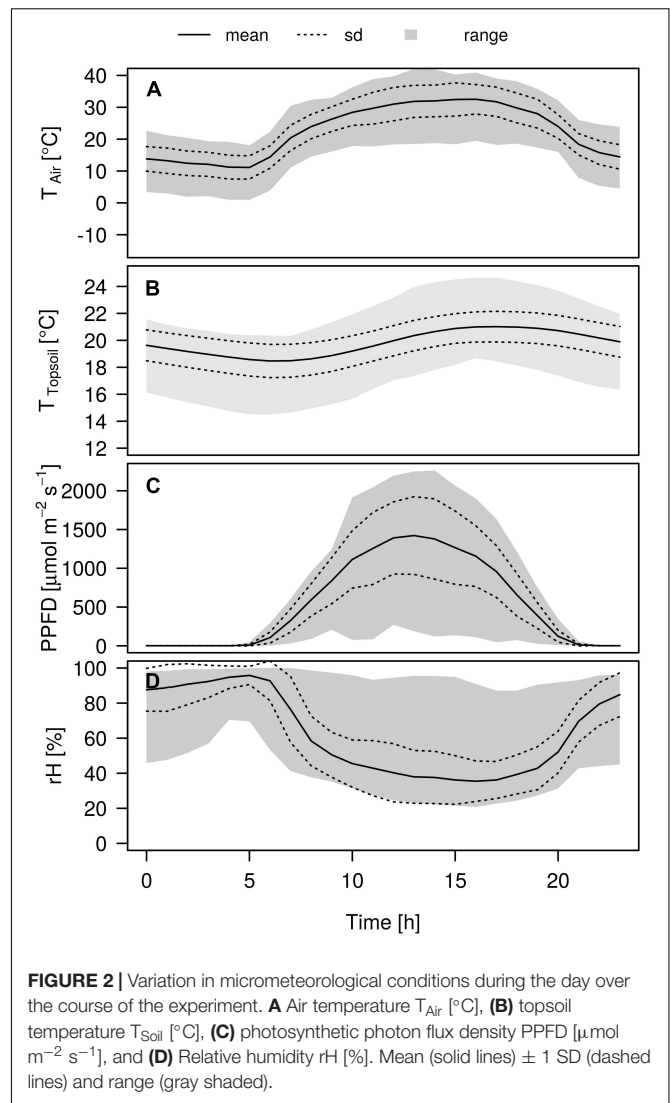 mean sd range
A
T Air [°C]
40
30
20
10
0
-10
B
T Topsoil [°C]
24
22
20
18
16
14
12
C
PPFD [µmol m−2 s−1]
2000
1500
1000
500
0
D
rH [%]
100
80
60
40
20
0
0 5 10 15 20
Time [h]
FIGURE 2 | Variation in micrometeorological conditions during the day over
the course of the experiment. A Air temperature TAir [°C], (B) topsoil
temperature TSoil [°C], (C) photosynthetic photon flux density PPFD [µmol
m−2 s−1], and (D) Relative humidity rH [%]. Mean (solid lines) ± 1 SD (dashed
lines) and range (gray shaded).